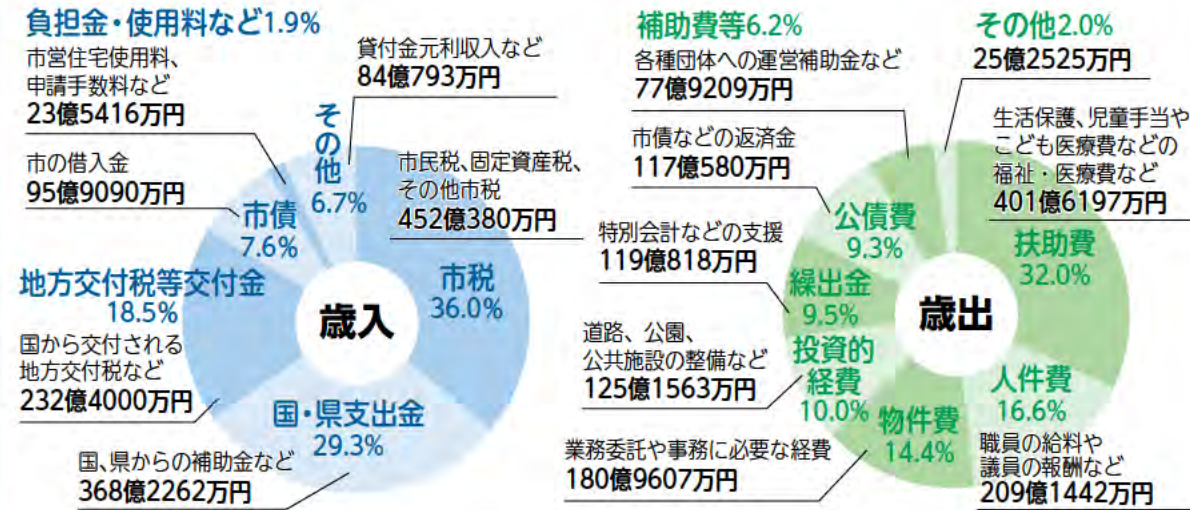 負担金・使用料など1.9%
市営住宅使用料、
申請手数料など
23億5416万円
貸付金元利収入など
84億793万円
その他
6.7%
市の借入金
95億9090万円
市債
7.6%
市民税、固定資産税、
その他市税
452億380万円
市税
36.0%
地方交付税等交付金
18.5%
国から交付される
地方交付税など
232億4000万円
歳入
国・県支出金
29.3%
国、県からの補助金など
368億2262万円
補助費等6.2%
各種団体への運営補助金など
77億9209万円
その他2.0%
25億2525万円
市債などの返済金
117億580万円
公債費
9.3%
生活保護、児童手当や
こども医療費などの
福祉・医療費など
401億6197万円
扶助費
32.0%
特別会計などの支援
119億818万円
繰出金
9.5%
歳出
道路、公園、
公共施設の整備など
125億1563万円
投資的
経費
10.0%
人件費
16.6%
物件費
14.4%
業務委託や事務に必要な経費
180億9607万円
職員の給料や
議員の報酬など
209億1442万円